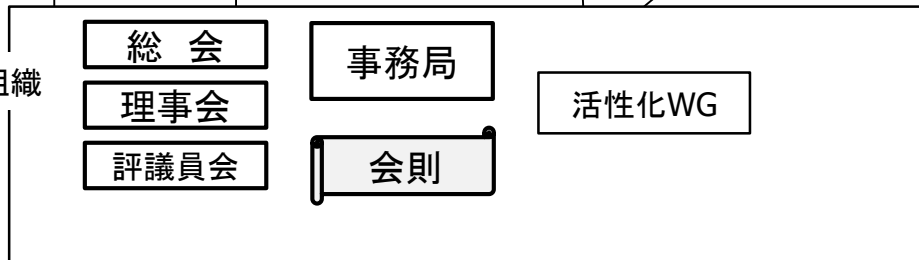 組織
総 会
理事会
評議員会
事務局
会則
活性化WG